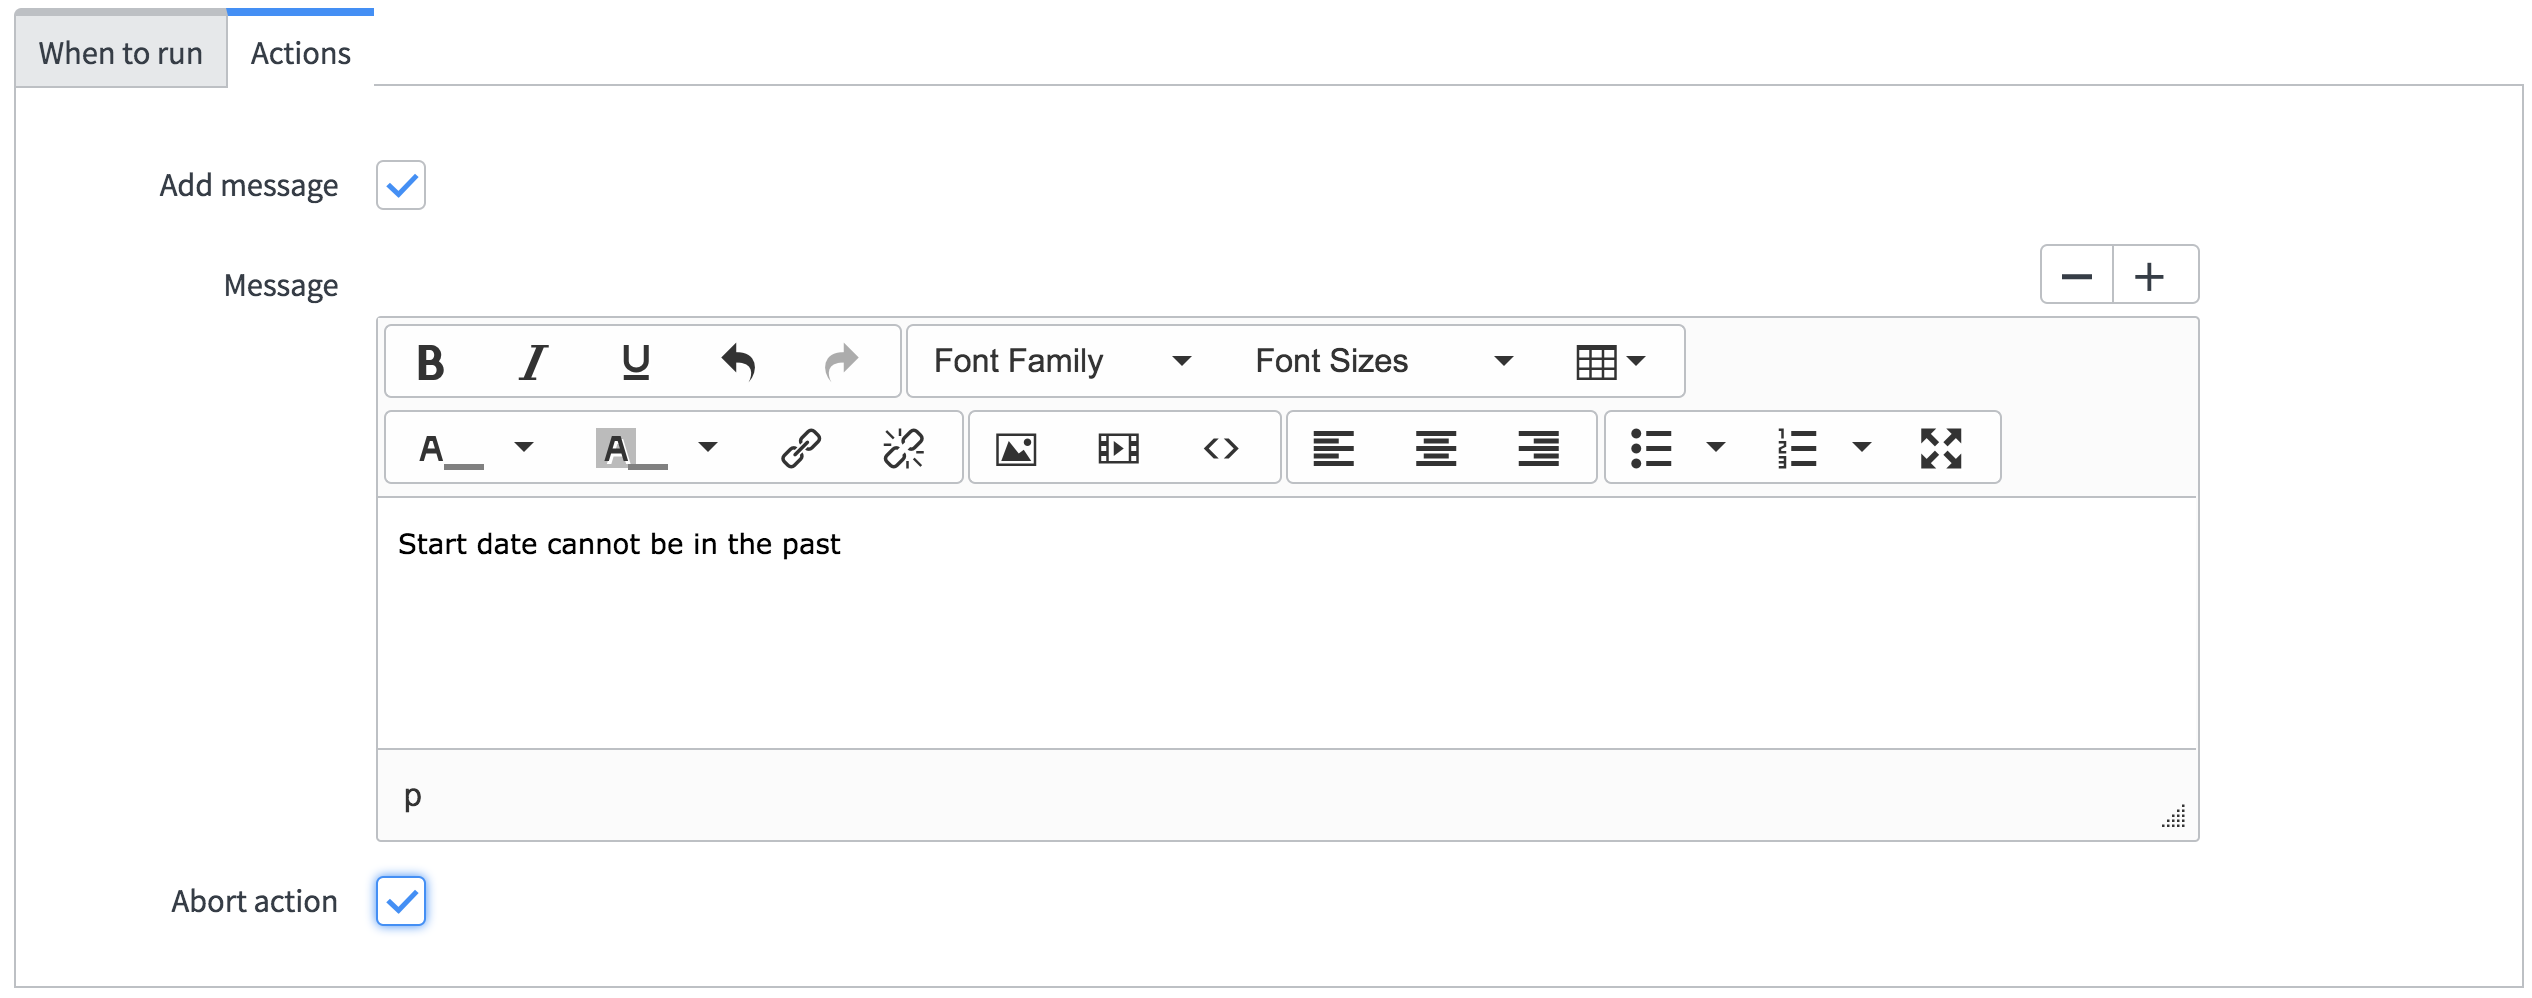 When to run Actions
Add message
Message
B I U Font Family Font Sizes
A A
Start date cannot be in the past
p
Abort action